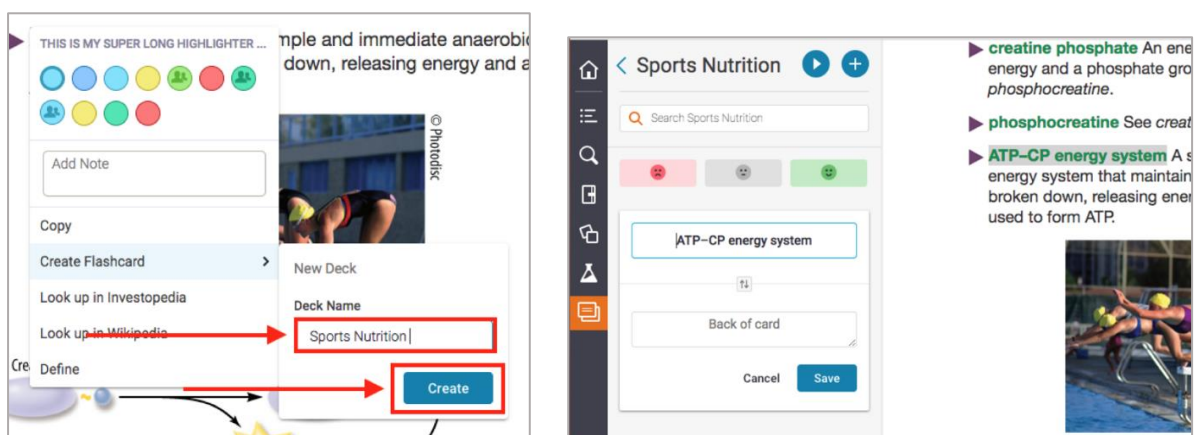 THIS IS MY SUPER LONG HIGHLIGHTER ...
mple and immediate anaerobi
down, releasing energy and a
© Photodisc
Add Note
Copy
Create Flashcard
Look up in Investopedia
Look up in Wikipedia
Define
Cre
New Deck
Deck Name
Sports Nutrition
Create
Sports Nutrition
Search Sports Nutrition
ATP–CP energy system
Back of card
Cancel Save
creatine phosphate An ene
energy and a phosphate gro
phosphocreatine.
phosphocreatine See creat
ATP–CP energy system A s
energy system that maintain
broken down, releasing ener
used to form ATP.